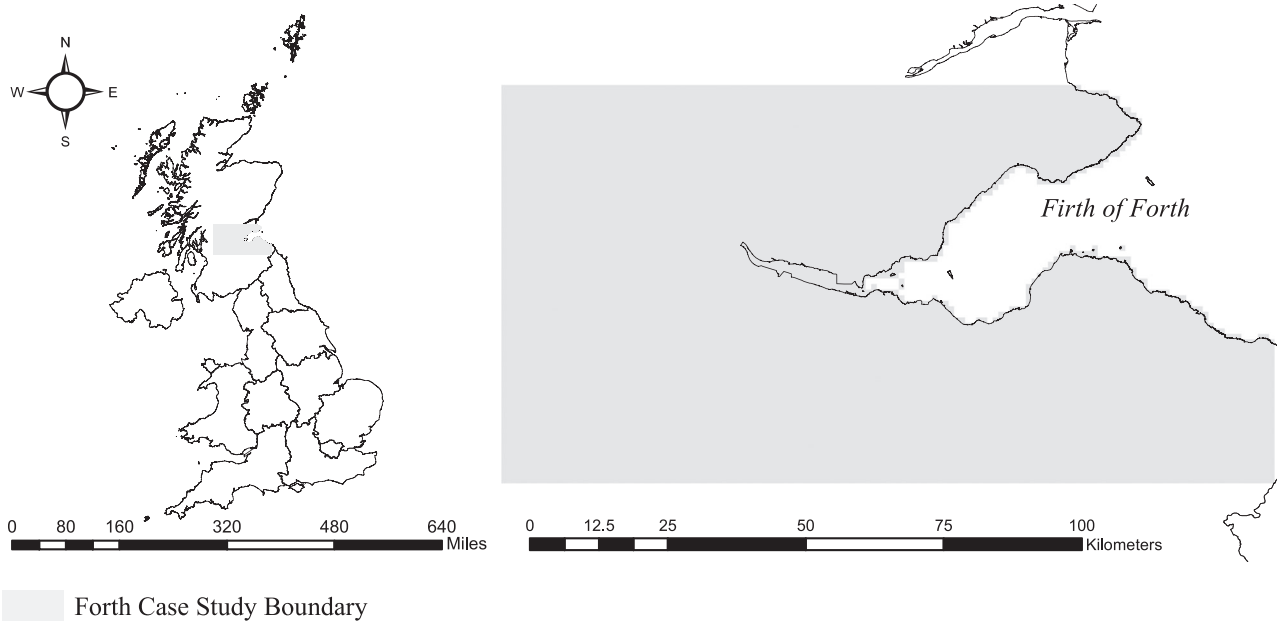 N
W E
S
Firth of Forth
0 80 160 320 480 640 Miles
0 12.5 25 50 75 100 Kilometers
Forth Case Study Boundary